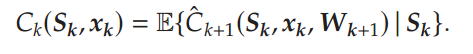 C_k(S_k, x_k) = 𝔼{Ĉ_{k+1}(S_k, x_k, W_{k+1}) | S_k}.